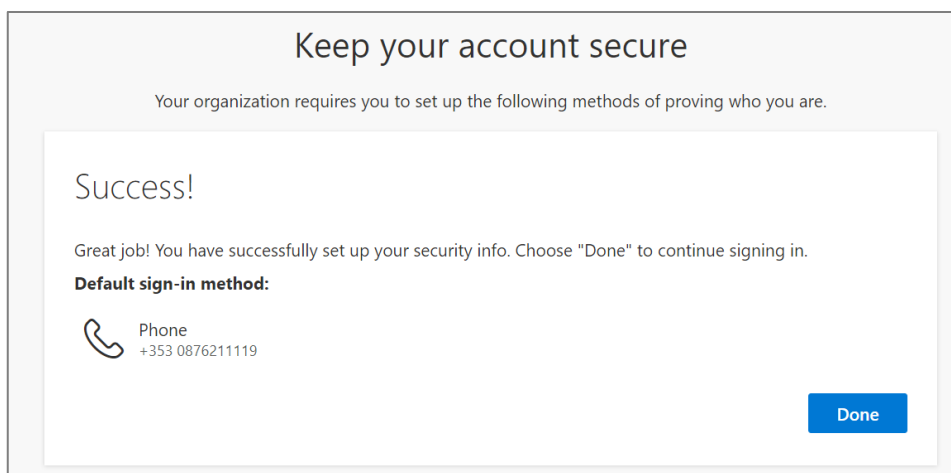 Keep your account secure
Your organization requires you to set up the following methods of proving who you are.
Success!
Great job! You have successfully set up your security info. Choose "Done" to continue signing in.
Default sign-in method:
Phone
+353 0876211119
Done